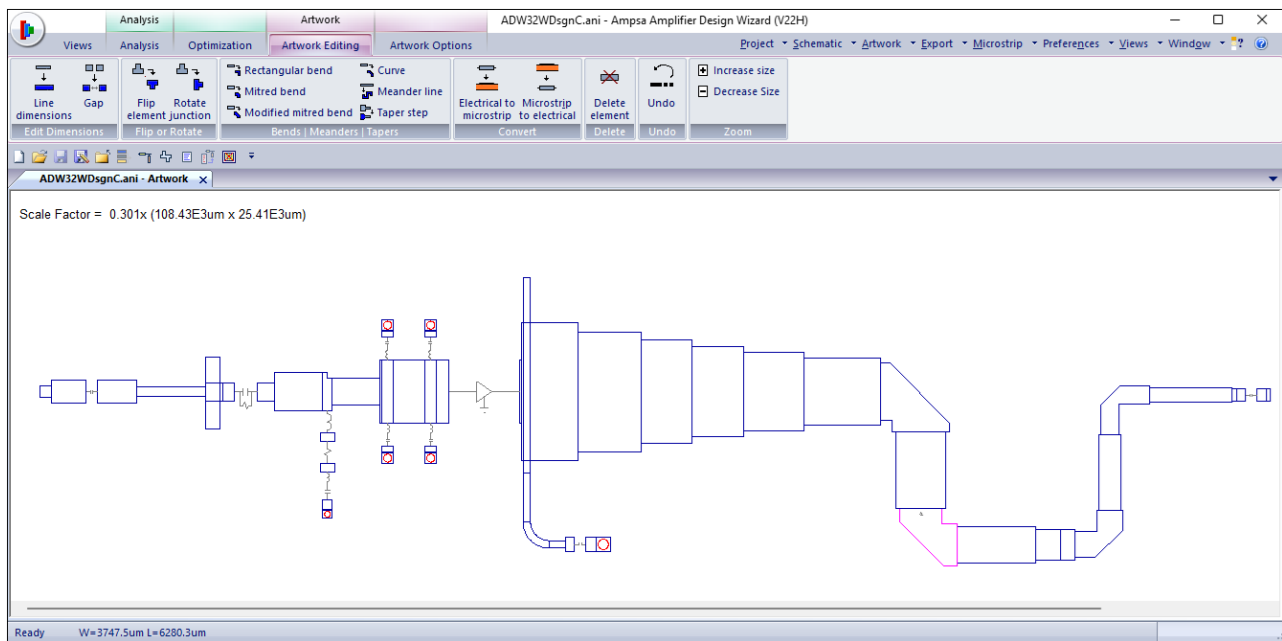 Analysis Artwork ADW32WDsgnC.ani - Ampsa Amplifier Design Wizard (V22H)
Views Analysis Optimization Artwork Editing Artwork Options Project Schematic Artwork Export Microstrip Preferences Views Window ?
Line dimensions
Gap
Edit Dimensions
Flip element
Rotate junction
Flip or Rotate
Rectangular bend
Mitred bend
Modified mitred bend
Curve
Meander line
Taper step
Bends | Meanders | Tapers
Electrical to microstrip
Microstrip to electrical
Convert
Delete element
Delete
Undo
Undo
Increase size
Decrease Size
Zoom
ADW32WDsgnC.ani - Artwork x
Scale Factor = 0.301x (108.43E3um x 25.41E3um)
Ready W=3747.5um L=6280.3um